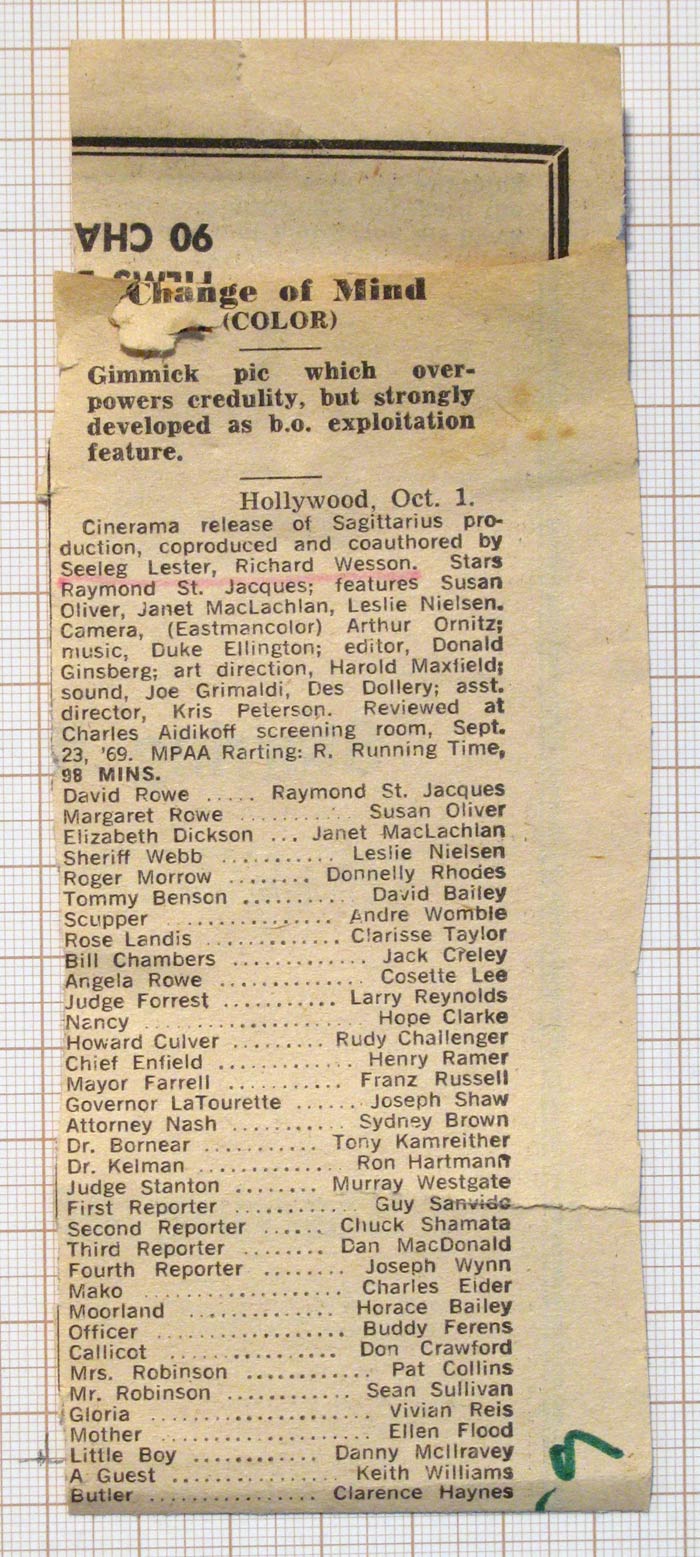 90 CHA
FILMS
Change of Mind
(COLOR)
Gimmick pic which over-
powers credulity, but strongly
developed as b.o. exploitation
feature.
Hollywood, Oct. 1.
Cinerama release of Sagittarius pro-
duction, coproduced and coauthored by
Seeleg Lester, Richard Wesson. Stars
Raymond St. Jacques; features Susan
Oliver, Janet MacLachlan, Leslie Nielsen.
Camera, (Eastmancolor) Arthur Ornitz;
music, Duke Ellington; editor, Donald
Ginsberg; art direction, Harold Maxfield;
sound, Joe Grimaldi, Des Dollery; asst.
director, Kris Peterson. Reviewed at
Charles Aidikoff screening room, Sept.
23, '69. MPAA Rarting: R. Running Time,
98 MINS.
David Rowe ..... Raymond St. Jacques
Margaret Rowe .......... Susan Oliver
Elizabeth Dickson ... Janet MacLachlan
Sheriff Webb ........... Leslie Nielsen
Roger Morrow ........ Donnelly Rhodes
Tommy Benson .......... David Bailey
Scupper ................ Andre Womble
Rose Landis ............. Clarisse Taylor
Bill Chambers ............. Jack Creley
Angela Rowe .............. Cosette Lee
Judge Forrest ........... Larry Reynolds
Nancy ...................... Hope Clarke
Howard Culver ......... Rudy Challenger
Chief Enfield ............. Henry Ramer
Mayor Farrell ........... Franz Russell
Governor LaTourette ...... Joseph Shaw
Attorney Nash ........... Sydney Brown
Dr. Bornear ........... Tony Kamreither
Dr. Kelman ............. Ron Hartmann
Judge Stanton ........ Murray Westgate
First Reporter ............. Guy Sanvido
Second Reporter ...... Chuck Shamata
Third Reporter ........ Dan MacDonald
Fourth Reporter ........ Joseph Wynn
Mako .................... Charles Elder
Moorland .............. Horace Bailey
Officer ................... Buddy Ferens
Callicot ................. Don Crawford
Mrs. Robinson ............ Pat Collins
Mr. Robinson ............ Sean Sullivan
Gloria ...................... Vivian Reis
Mother ..................... Ellen Flood
Little Boy ............ Danny McIlravey
A Guest ................ Keith Williams
Butler ................. Clarence Haynes